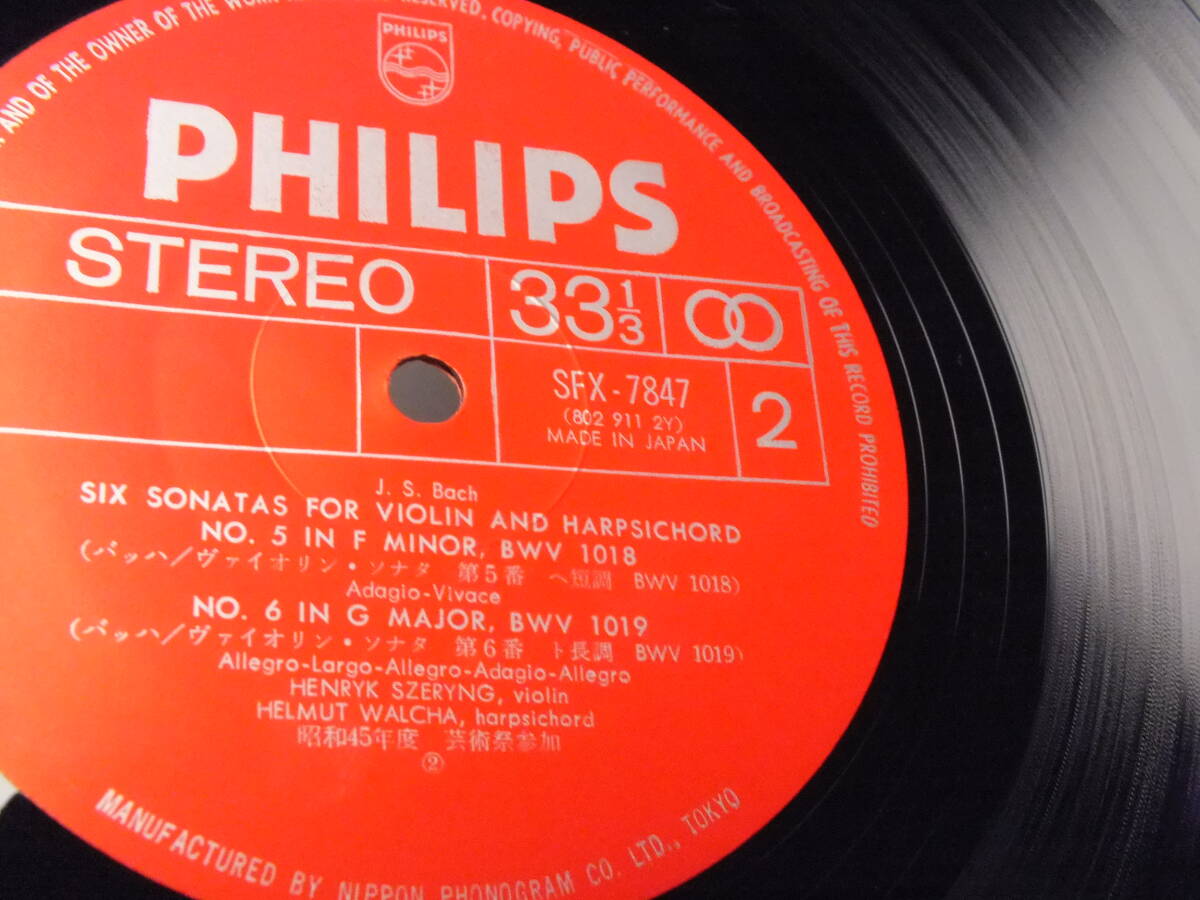 AND OF THE OWNER OF THE WORK RESERVED. COPYING, PUBLIC PERFORMANCE AND BROADCASTING OF THIS RECORD PROHIBITED
PHILIPS
PHILIPS
STEREO
33 1/3
SFX-7847
(802 911 2Y)
MADE IN JAPAN
2
J. S. Bach
SIX SONATAS FOR VIOLIN AND HARPSICHORD
NO. 5 IN F MINOR, BWV 1018
(バッハ/ヴァイオリン・ソナタ 第5番 ヘ短調 BWV 1018)
Adagio-Vivace
NO. 6 IN G MAJOR, BWV 1019
(バッハ/ヴァイオリン・ソナタ 第6番 ト長調 BWV 1019)
Allegro-Largo-Allegro-Adagio-Allegro
HENRYK SZERYNG, violin
HELMUT WALCHA, harpsichord
昭和45年度 芸術祭参加
②
MANUFACTURED BY NIPPON PHONOGRAM CO. LTD., TOKYO